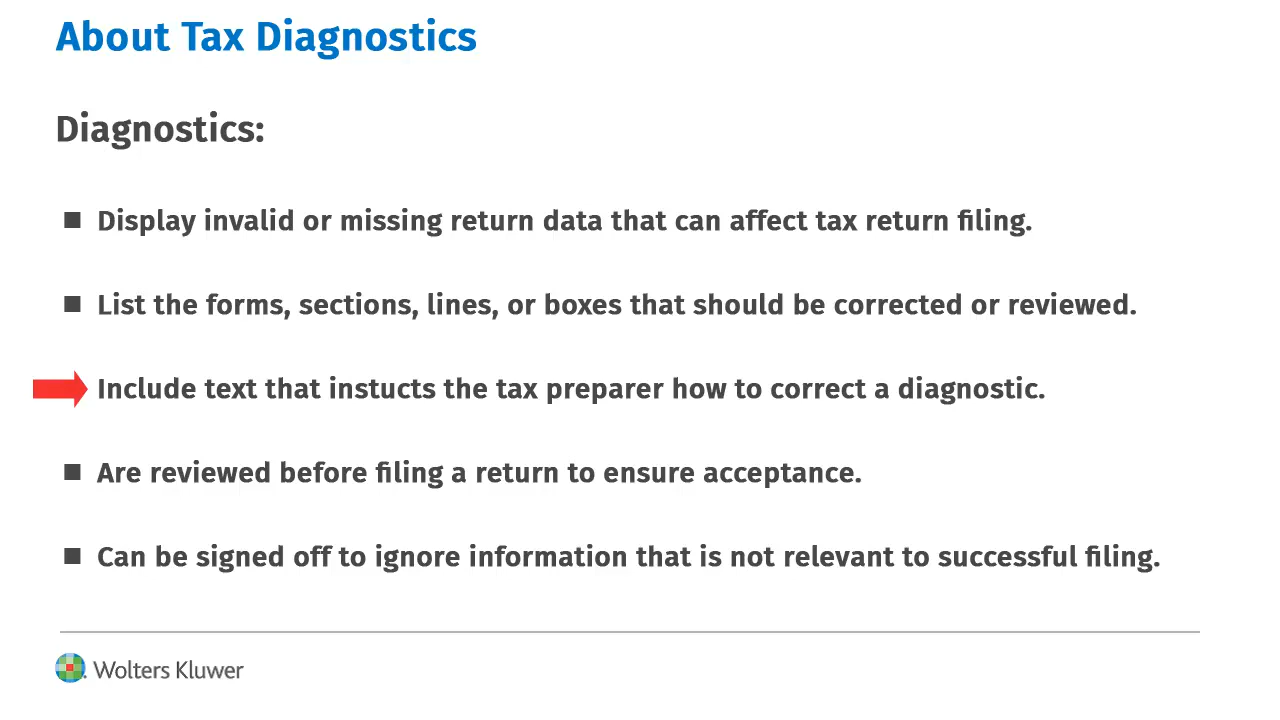 About Tax Diagnostics
Diagnostics:
Display invalid or missing return data that can affect tax return filing.
List the forms, sections, lines, or boxes that should be corrected or reviewed.
Include text that instucts the tax preparer how to correct a diagnostic.
Are reviewed before filing a return to ensure acceptance.
Can be signed off to ignore information that is not relevant to successful filing.
Wolters Kluwer